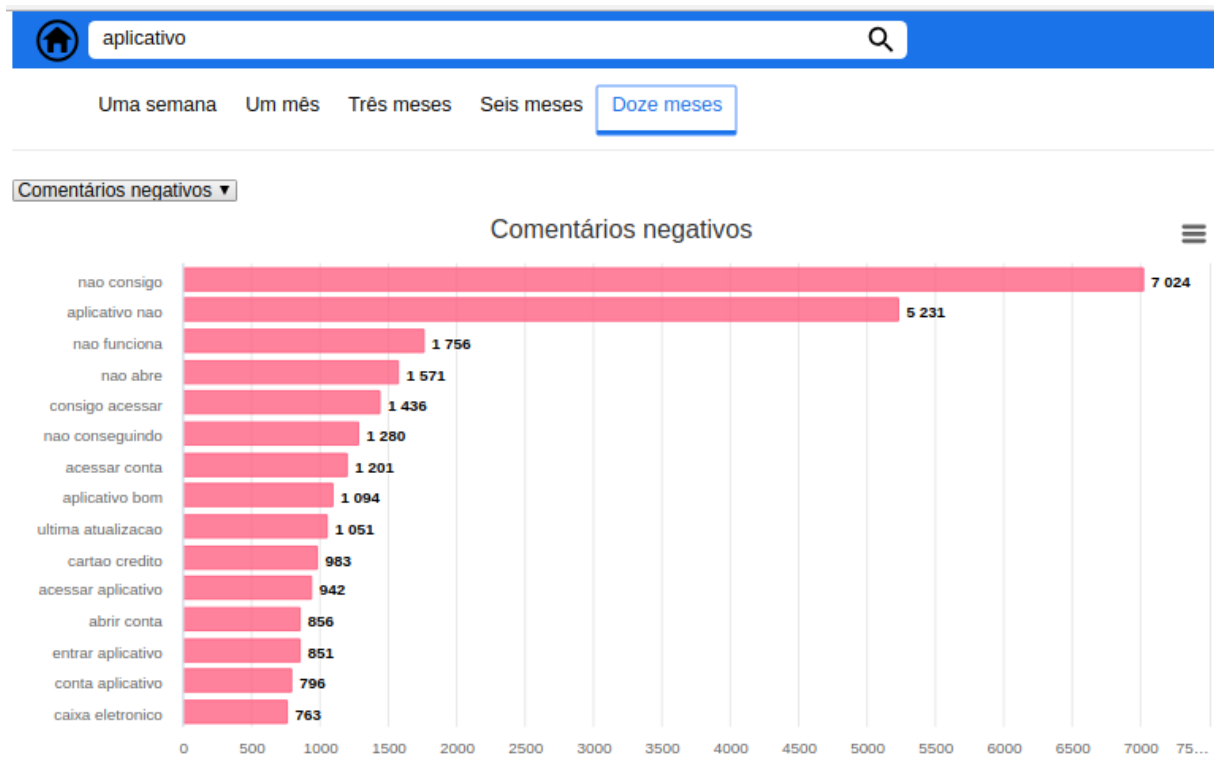 aplicativo
Uma semana Um mês Três meses Seis meses Doze meses
Comentários negativos ▼
Comentários negativos
nao consigo 7 024
aplicativo nao 5 231
nao funciona 1 756
nao abre 1 571
consigo acessar 1 436
nao conseguindo 1 280
acessar conta 1 201
aplicativo bom 1 094
ultima atualizacao 1 051
cartao credito 983
acessar aplicativo 942
abrir conta 856
entrar aplicativo 851
conta aplicativo 796
caixa eletronico 763
0 500 1000 1500 2000 2500 3000 3500 4000 4500 5000 5500 6000 6500 7000 75...